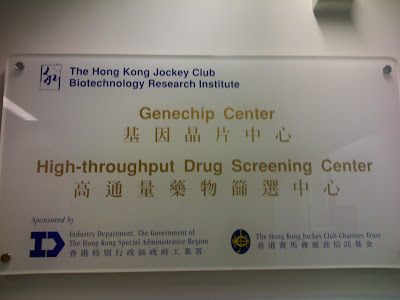 The Hong Kong Jockey Club
Biotechnology Research Institute
Genechip Center
基因晶片中心
High-throughput Drug Screening Center
高通量藥物篩選中心
Sponsored by
Industry Department, The Government of
The Hong Kong Special Administrative Region
香港特別行政區政府工業署
The Hong Kong Jockey Club Charities Trust
香港賽馬會慈善信託基金